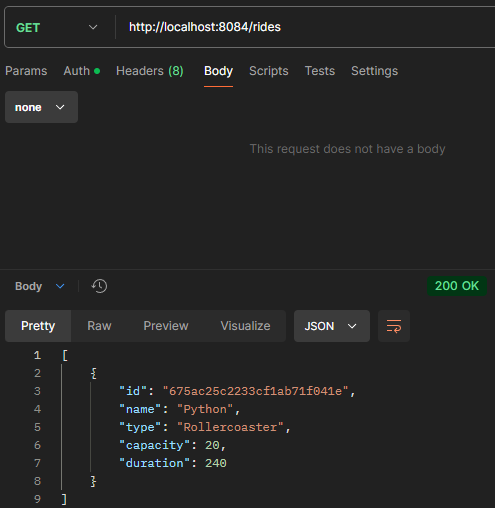 GET http://localhost:8084/rides
Params Auth Headers (8) Body Scripts Tests Settings
none
This request does not have a body
Body 200 OK
Pretty Raw Preview Visualize JSON
1 [
2 {
3 "id": "675ac25c2233cf1ab71f041e",
4 "name": "Python",
5 "type": "Rollercoaster",
6 "capacity": 20,
7 "duration": 240
8 }
9 ]